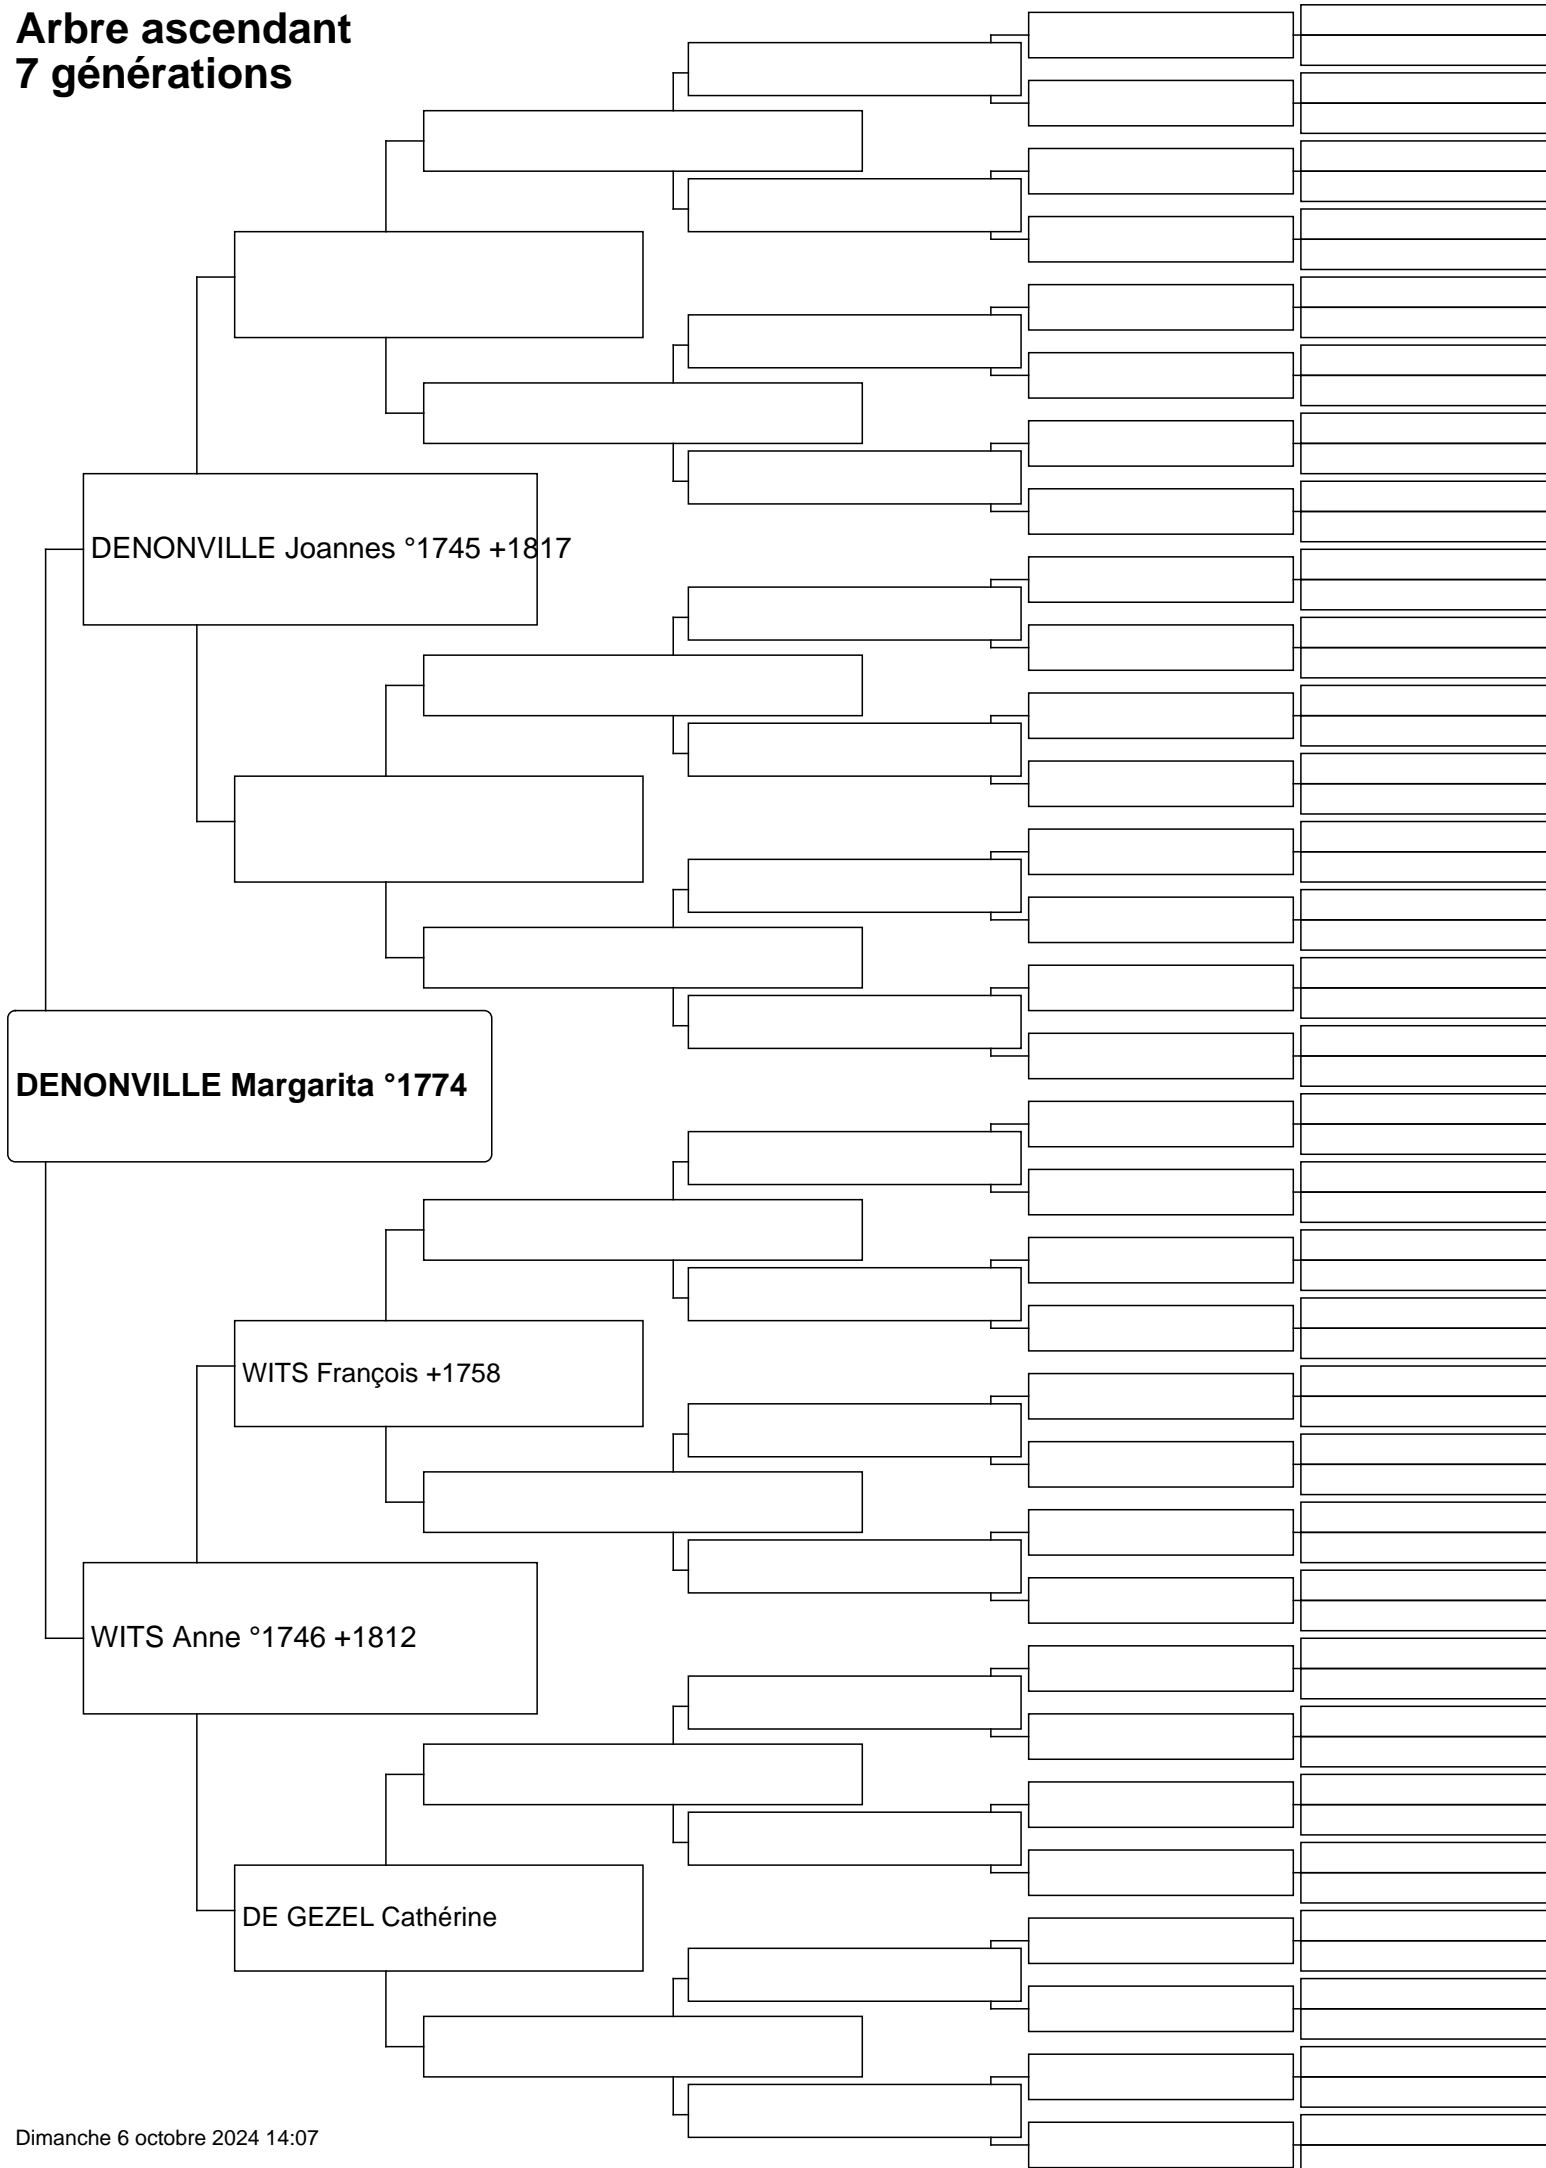 Arbre ascendant
7 générations
DENONVILLE Joannes °1745 +1817
DENONVILLE Margarita °1774
WITS François +1758
WITS Anne °1746 +1812
DE GEZEL Cathérine
Dimanche 6 octobre 2024 14:07